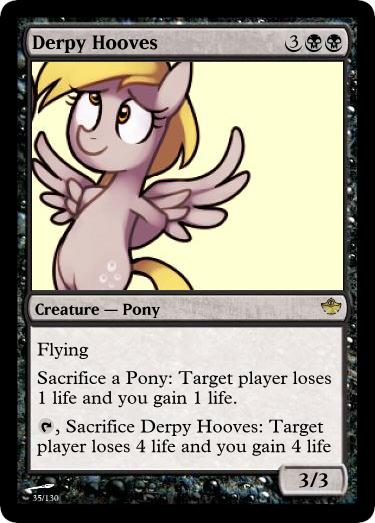 Derpy Hooves 3
Creature — Pony
Flying
Sacrifice a Pony: Target player loses
1 life and you gain 1 life.
, Sacrifice Derpy Hooves: Target
player loses 4 life and you gain 4 life
3/3
35/130